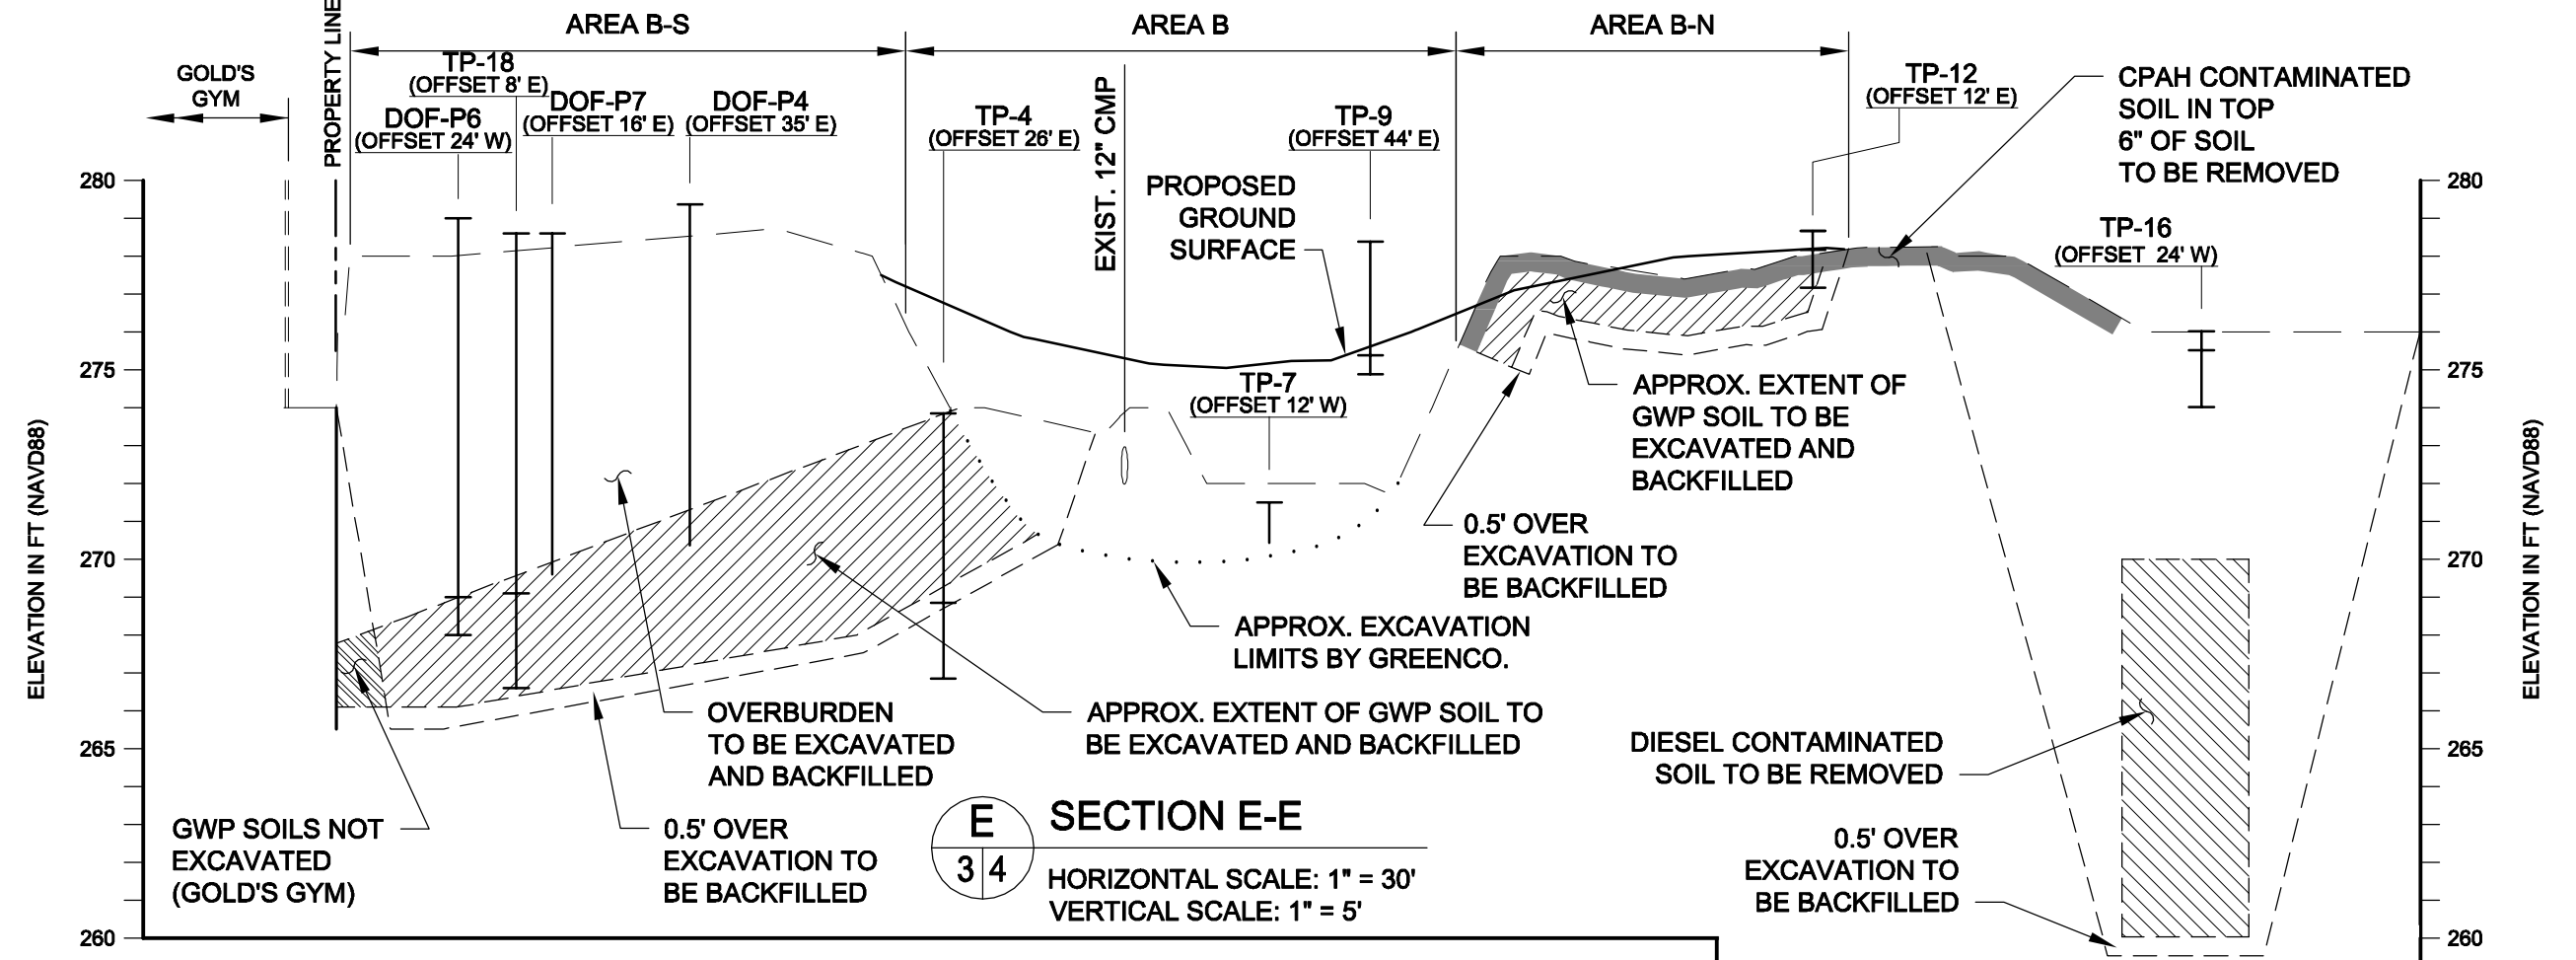 AREA B-S
AREA B
AREA B-N
GOLD'S
GYM
PROPERTY LINE
TP-18
(OFFSET 8' E)
DOF-P6
(OFFSET 24' W)
DOF-P7
(OFFSET 16' E)
DOF-P4
(OFFSET 35' E)
TP-4
(OFFSET 26' E)
EXIST. 12" CMP
TP-9
(OFFSET 44' E)
TP-12
(OFFSET 12' E)
CPAH CONTAMINATED
SOIL IN TOP
6" OF SOIL
TO BE REMOVED
PROPOSED
GROUND
SURFACE
TP-16
(OFFSET 24' W)
TP-7
(OFFSET 12' W)
280
275
270
265
260
ELEVATION IN FT (NAVD88)
280
275
270
265
260
ELEVATION IN FT (NAVD88)
APPROX. EXTENT OF
GWP SOIL TO BE
EXCAVATED AND
BACKFILLED
0.5' OVER
EXCAVATION TO
BE BACKFILLED
APPROX. EXCAVATION
LIMITS BY GREENCO.
OVERBURDEN
TO BE EXCAVATED
AND BACKFILLED
APPROX. EXTENT OF GWP SOIL TO
BE EXCAVATED AND BACKFILLED
DIESEL CONTAMINATED
SOIL TO BE REMOVED
GWP SOILS NOT
EXCAVATED
(GOLD'S GYM)
0.5' OVER
EXCAVATION TO
BE BACKFILLED
E
3 4
SECTION E-E
HORIZONTAL SCALE: 1" = 30'
VERTICAL SCALE: 1" = 5'
0.5' OVER
EXCAVATION TO
BE BACKFILLED